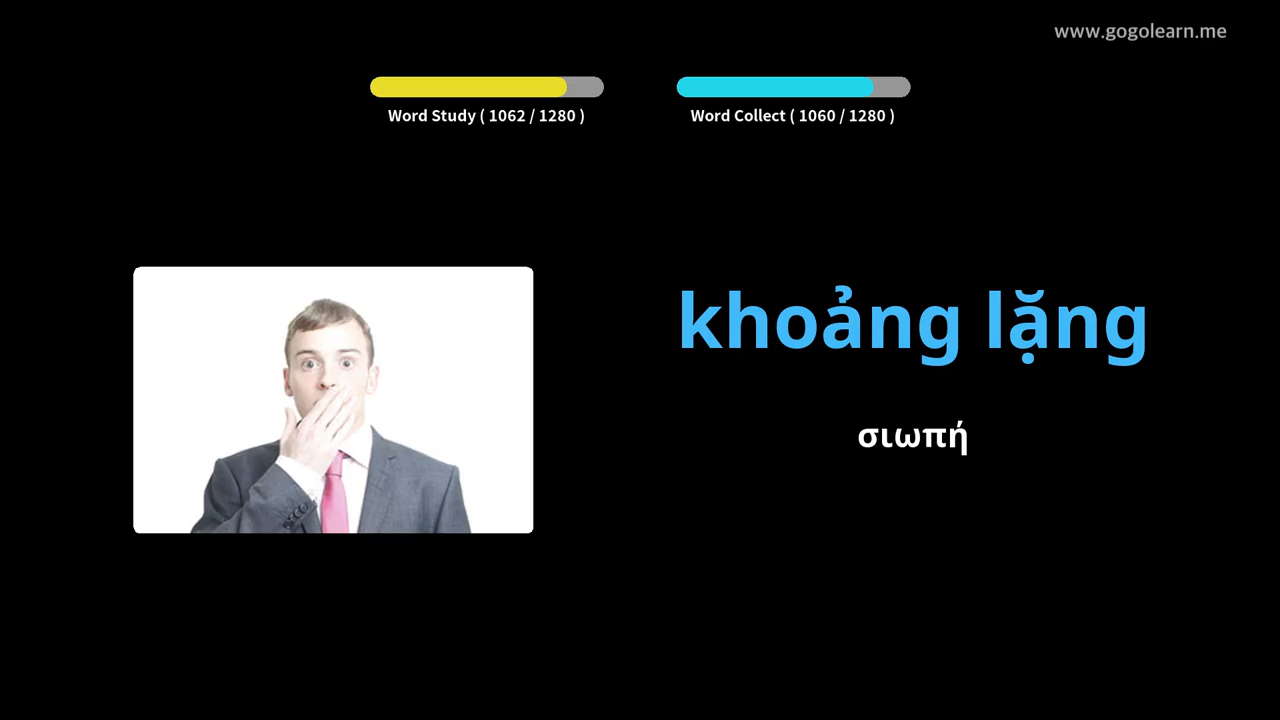 www.gogolearn.me
Word Study ( 1062 / 1280 )
Word Collect ( 1060 / 1280 )
khoảng lặng
σιωπή